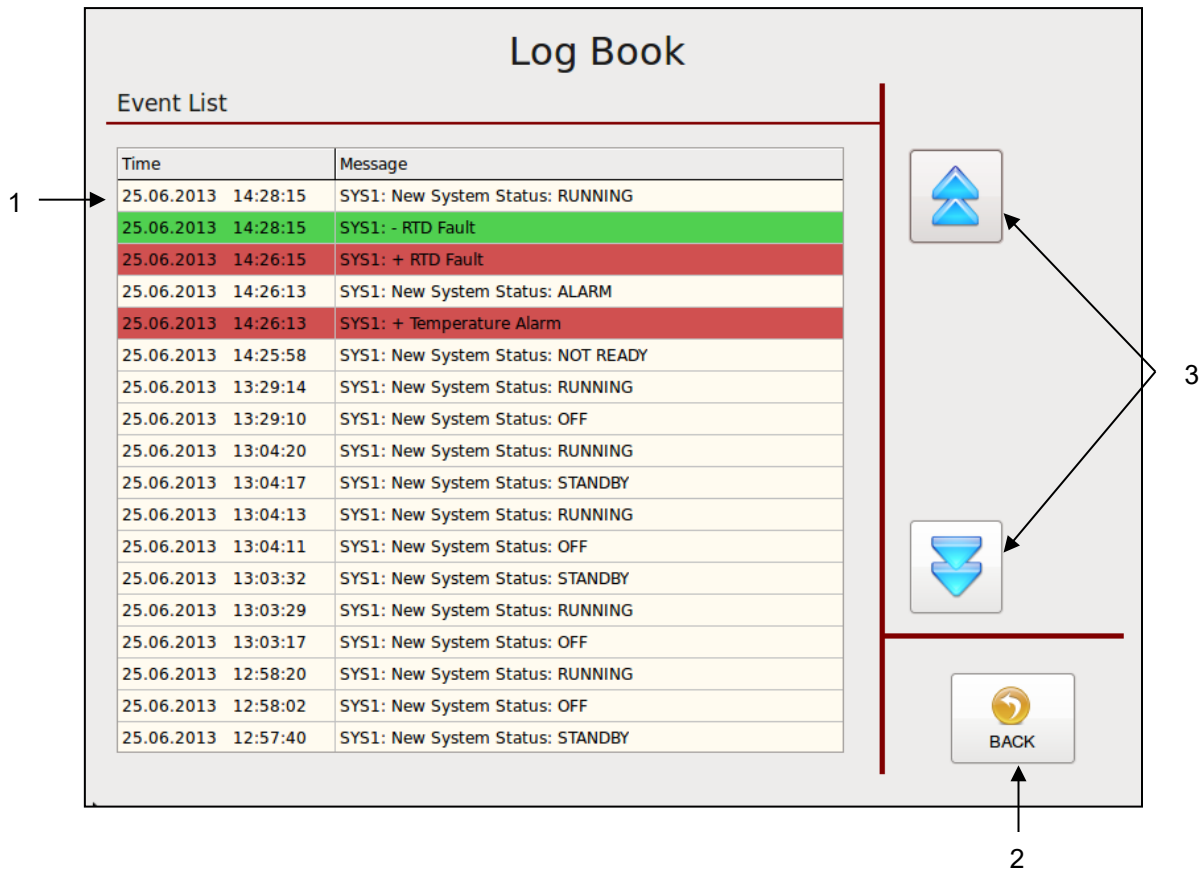 Log Book
Event List
Time Message
1
25.06.2013 14:28:15 SYS1: New System Status: RUNNING
25.06.2013 14:28:15 SYS1: - RTD Fault
25.06.2013 14:26:15 SYS1: + RTD Fault
25.06.2013 14:26:13 SYS1: New System Status: ALARM
25.06.2013 14:26:13 SYS1: + Temperature Alarm
25.06.2013 14:25:58 SYS1: New System Status: NOT READY
25.06.2013 13:29:14 SYS1: New System Status: RUNNING
25.06.2013 13:29:10 SYS1: New System Status: OFF
25.06.2013 13:04:20 SYS1: New System Status: RUNNING
25.06.2013 13:04:17 SYS1: New System Status: STANDBY
25.06.2013 13:04:13 SYS1: New System Status: RUNNING
25.06.2013 13:04:11 SYS1: New System Status: OFF
25.06.2013 13:03:32 SYS1: New System Status: STANDBY
25.06.2013 13:03:29 SYS1: New System Status: RUNNING
25.06.2013 13:03:17 SYS1: New System Status: OFF
25.06.2013 12:58:20 SYS1: New System Status: RUNNING
25.06.2013 12:58:02 SYS1: New System Status: OFF
25.06.2013 12:57:40 SYS1: New System Status: STANDBY
3
BACK
2